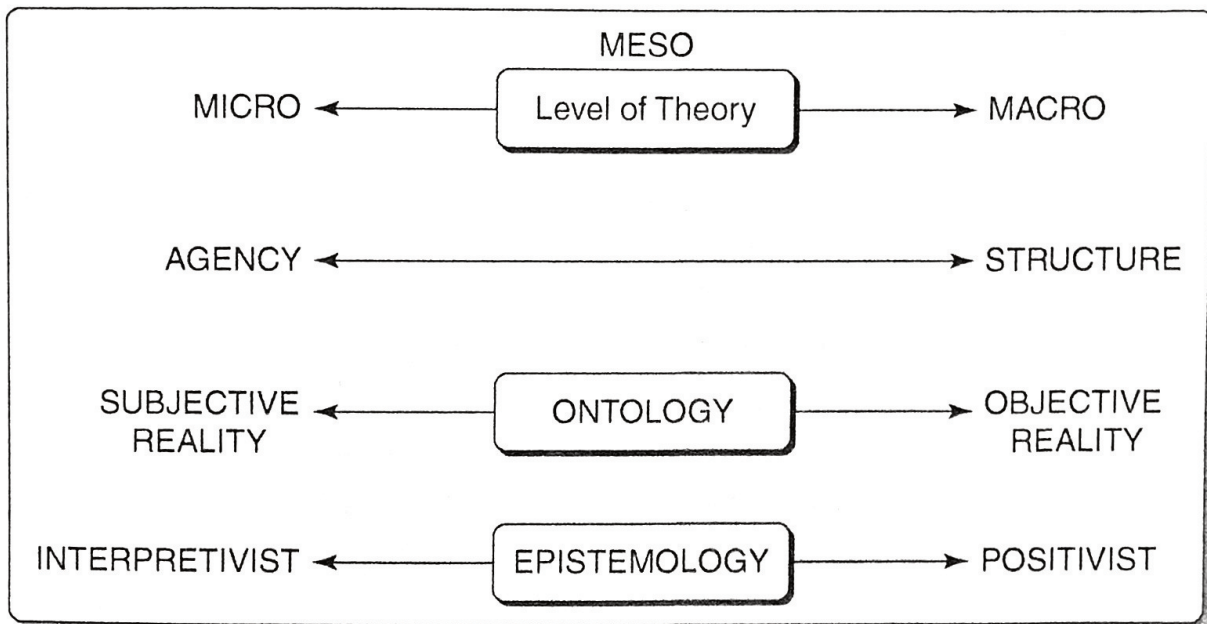 MESO
MICRO
Level of Theory
MACRO
AGENCY
STRUCTURE
SUBJECTIVE
REALITY
ONTOLOGY
OBJECTIVE
REALITY
INTERPRETIVIST
EPISTEMOLOGY
POSITIVIST